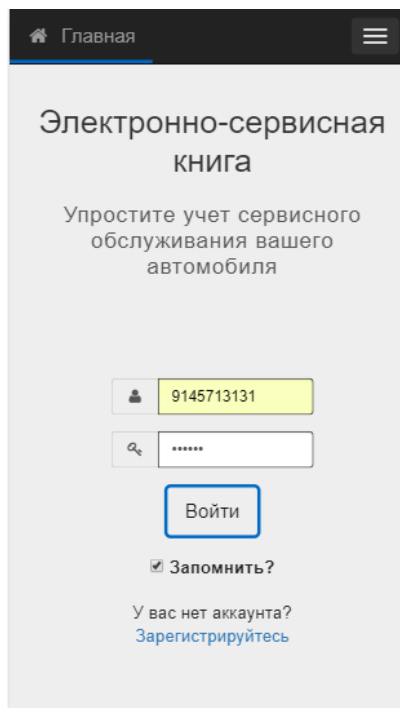 Главная
Электронно-сервисная
книга
Упростите учет сервисного
обслуживания вашего
автомобиля
9145713131
••••••
Войти
Запомнить?
У вас нет аккаунта?
Зарегистрируйтесь